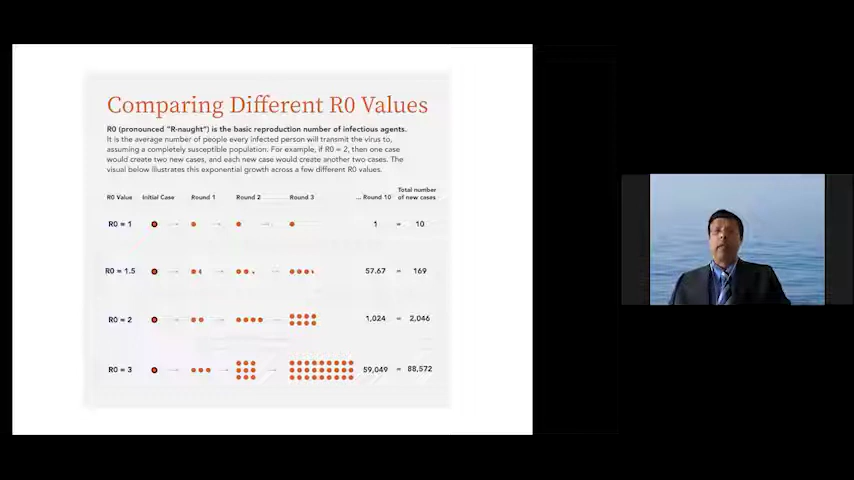 Comparing Different R0 Values
R0 (pronounced "R-naught") is the basic reproduction number of infectious agents.
It is the average number of people every infected person will transmit the virus to,
assuming a completely susceptible population. For example, if R0 = 2, then one case
would create two new cases, and each new case would create another two cases. The
visual below illustrates this exponential growth across a few different R0 values.
R0 Value Initial Case Round 1 Round 2 Round 3 ... Round 10 Total number of new cases
R0 = 1 1 = 10
R0 = 1.5 57.67 = 169
R0 = 2 1,024 = 2,046
R0 = 3 59,049 = 88,572